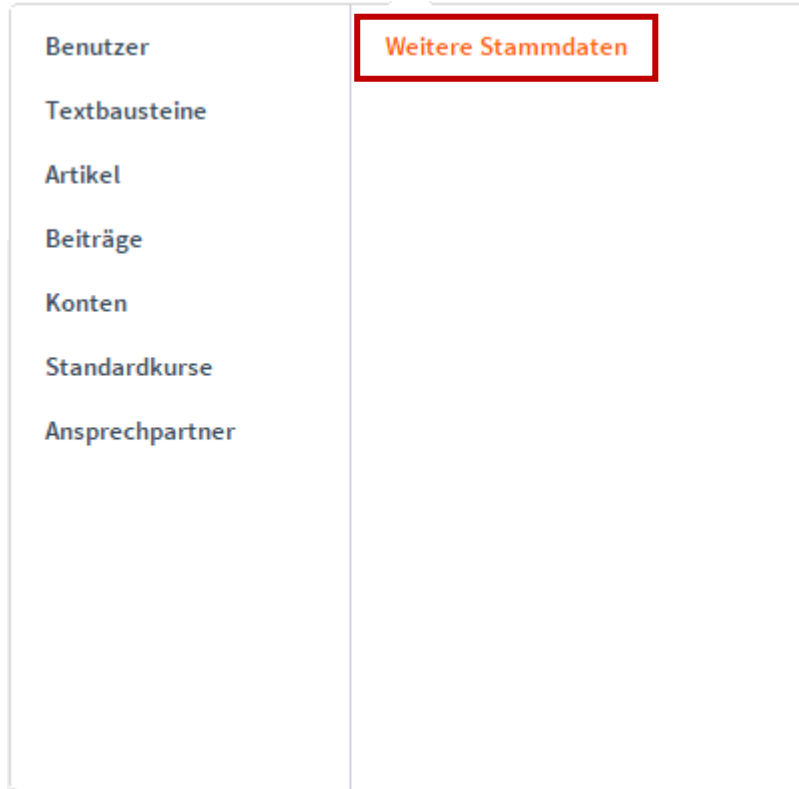 Benutzer
Textbausteine
Artikel
Beiträge
Konten
Standardkurse
Ansprechpartner
Weitere Stammdaten